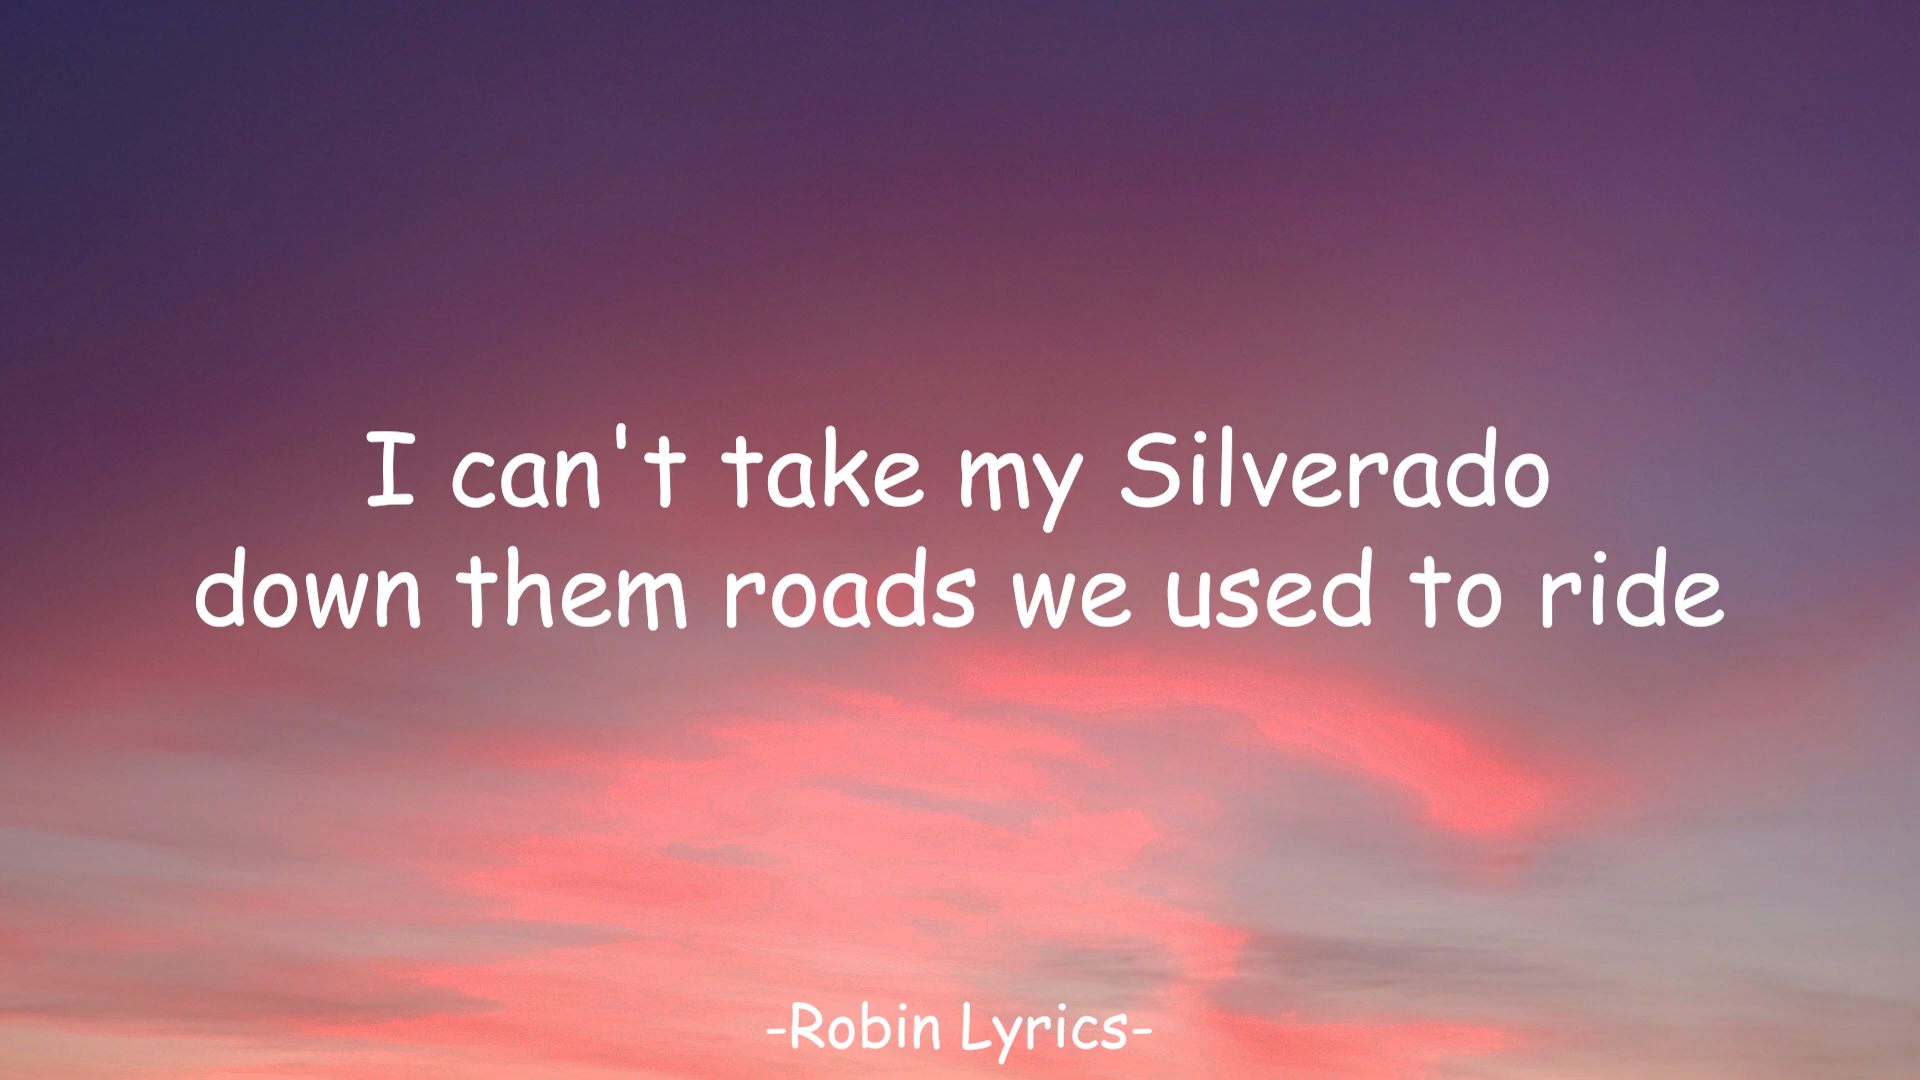 I can't take my Silverado
down them roads we used to ride
-Robin Lyrics-